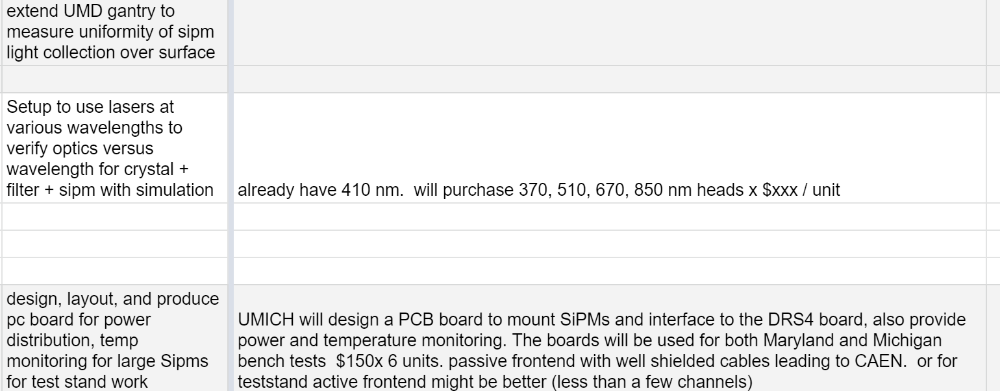 extend UMD gantry to
measure uniformity of sipm
light collection over surface
Setup to use lasers at
various wavelengths to
verify optics versus
wavelength for crystal +
filter + sipm with simulation
already have 410 nm.  will purchase 370, 510, 670, 850 nm heads x $xxx / unit
design, layout, and produce
pc board for power
distribution, temp
monitoring for large Sipms
for test stand work
UMICH will design a PCB board to mount SiPMs and interface to the DRS4 board, also provide
power and temperature monitoring. The boards will be used for both Maryland and Michigan
bench tests  $150x 6 units. passive frontend with well shielded cables leading to CAEN.  or for
teststand active frontend might be better (less than a few channels)